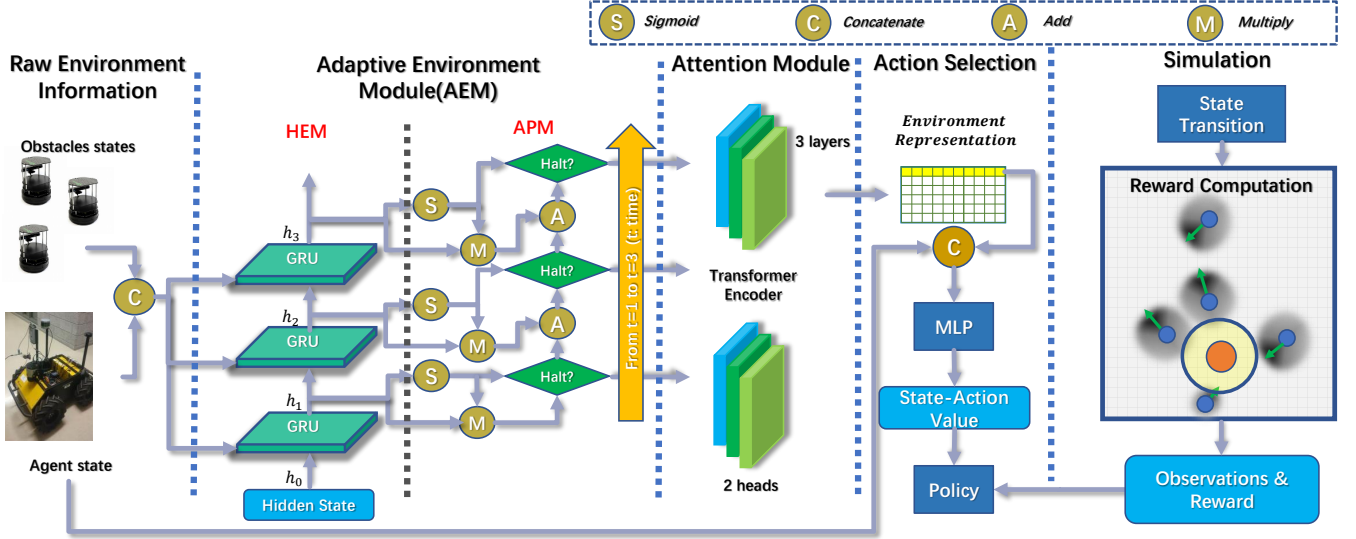 S Sigmoid
C Concatenate
A Add
M Multiply
Raw Environment
Information
Adaptive Environment
Module(AEM)
Attention Module
Action Selection
Simulation
Obstacles states
Agent state
C
HEM
APM
h3
GRU
h2
GRU
h1
GRU
h0
Hidden State
S
M
A
Halt?
S
M
A
Halt?
S
M
Halt?
From t=1 to t=3 (t: time)
3 layers
Transformer
Encoder
2 heads
Environment
Representation
C
MLP
State-Action
Value
Policy
State
Transition
Reward Computation
Observations &
Reward